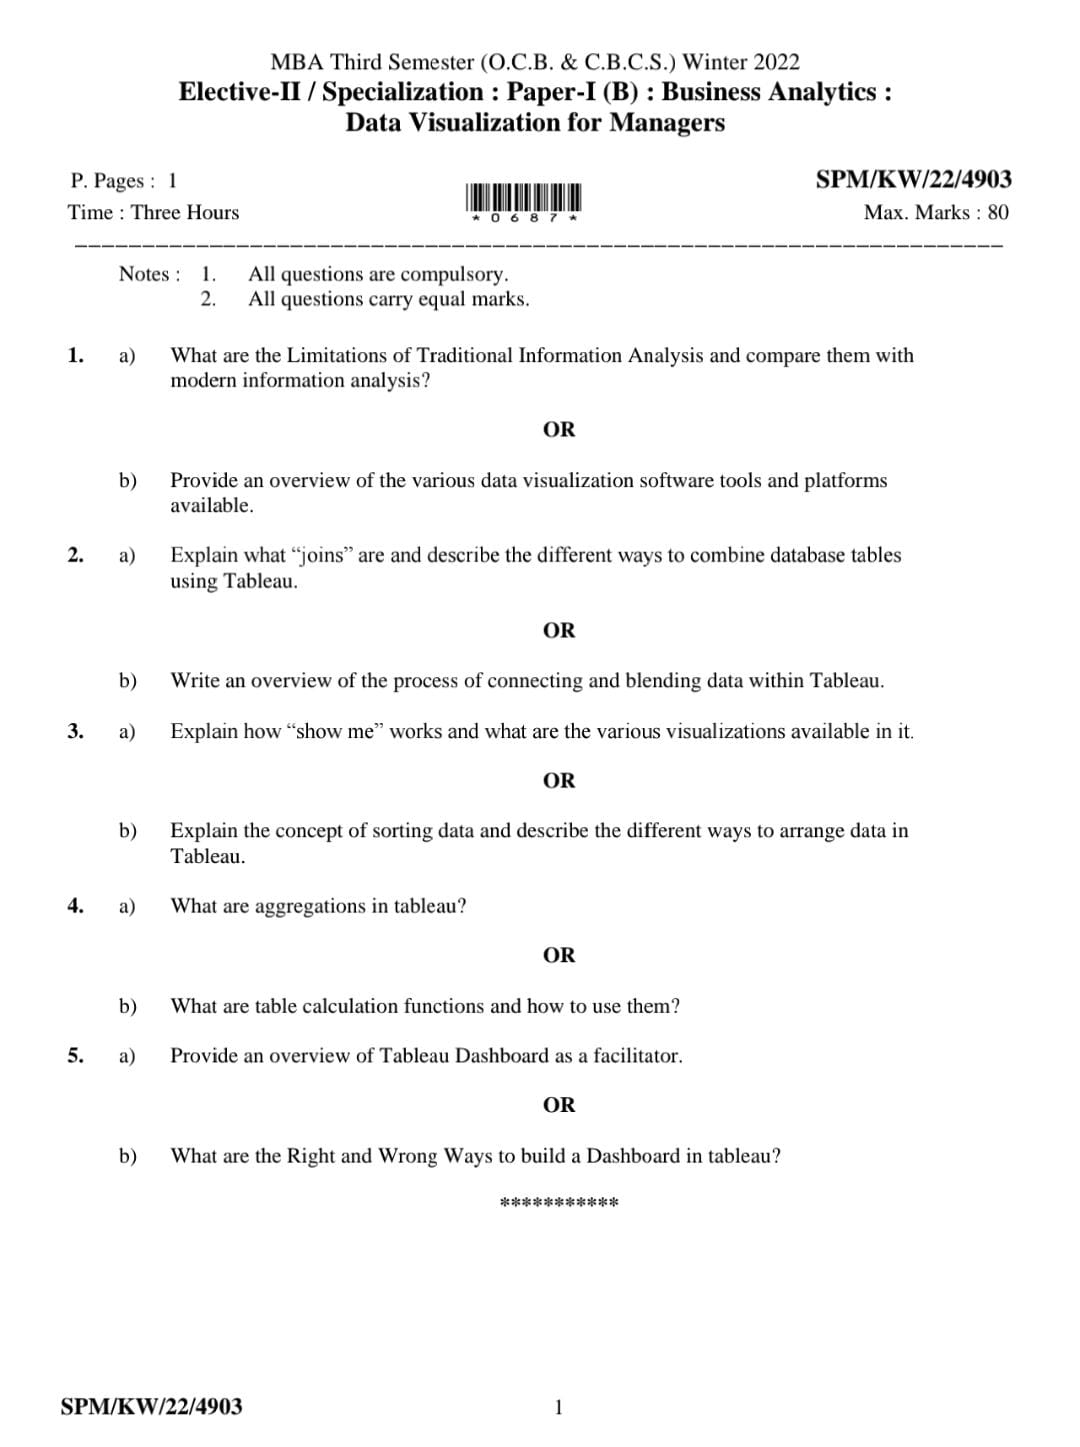 MBA Third Semester (O.C.B. & C.B.C.S.) Winter 2022
Elective-II / Specialization : Paper-I (B) : Business Analytics :
Data Visualization for Managers
P. Pages : 1
SPM/KW/22/4903
Time : Three Hours
* 0 6 8 7 *
Max. Marks : 80
Notes : 1. All questions are compulsory.
2. All questions carry equal marks.
1. a) What are the Limitations of Traditional Information Analysis and compare them with
modern information analysis?
OR
b) Provide an overview of the various data visualization software tools and platforms
available.
2. a) Explain what “joins” are and describe the different ways to combine database tables
using Tableau.
OR
b) Write an overview of the process of connecting and blending data within Tableau.
3. a) Explain how “show me” works and what are the various visualizations available in it.
OR
b) Explain the concept of sorting data and describe the different ways to arrange data in
Tableau.
4. a) What are aggregations in tableau?
OR
b) What are table calculation functions and how to use them?
5. a) Provide an overview of Tableau Dashboard as a facilitator.
OR
b) What are the Right and Wrong Ways to build a Dashboard in tableau?
***********
SPM/KW/22/4903 1